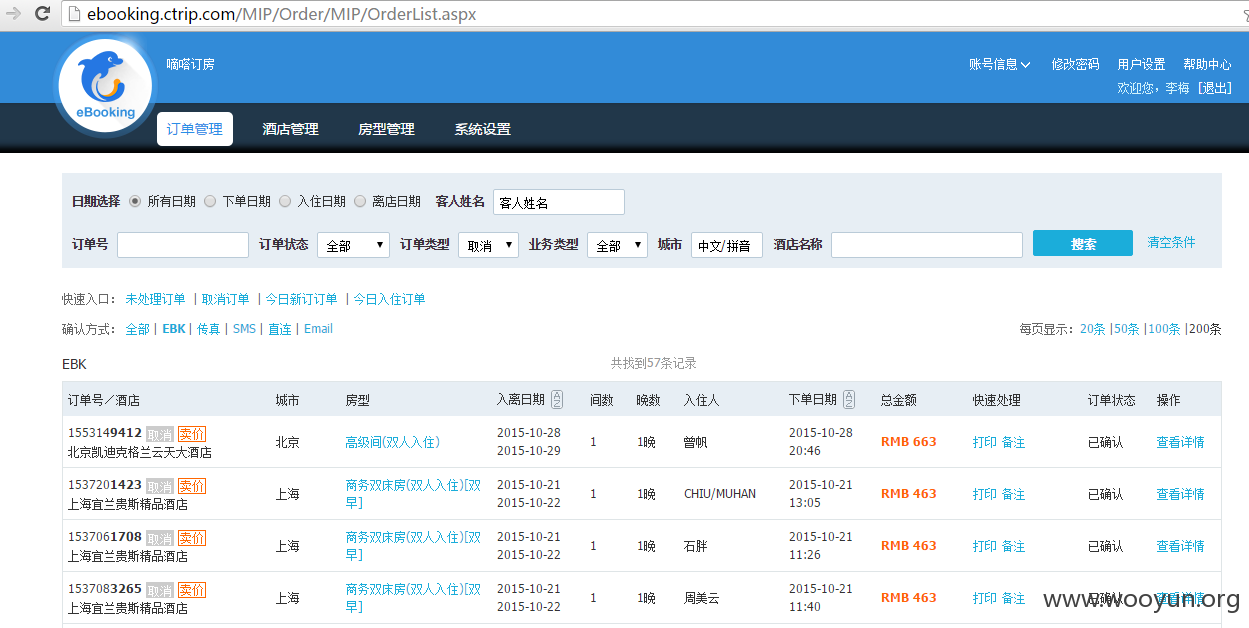 ebooking.ctrip.com/MIP/Order/MIP/OrderList.aspx
eBooking
嘀嗒订房
账号信息 修改密码 用户设置 帮助中心
欢迎您，李梅 [退出]
订单管理 酒店管理 房型管理 系统设置
日期选择 所有日期 下单日期 入住日期 离店日期 客人姓名 客人姓名
订单号 订单状态 全部 订单类型 取消 业务类型 全部 城市 中文/拼音 酒店名称 搜索 清空条件
快速入口： 未处理订单 | 取消订单 | 今日新订订单 | 今日入住订单
确认方式： 全部 | EBK | 传真 | SMS | 直连 | Email 每页显示：20条 |50条 |100条 |200条
EBK 共找到57条记录
订单号／酒店 城市 房型 入离日期 间数 晚数 入住人 下单日期 总金额 快速处理 订单状态 操作
1553149412 取消 卖价
北京凯迪克格兰云天大酒店
北京 高级间(双人入住)
2015-10-28
2015-10-29
1 1晚 曾帆
2015-10-28
20:46
RMB 663 打印 备注 已确认 查看详情
1537201423 取消 卖价
上海宜兰贵斯精品酒店
上海
商务双床房(双人入住)[双
早]
2015-10-21
2015-10-22
1 1晚 CHIU/MUHAN
2015-10-21
13:05
RMB 463 打印 备注 已确认 查看详情
1537061708 取消 卖价
上海宜兰贵斯精品酒店
上海
商务双床房(双人入住)[双
早]
2015-10-21
2015-10-22
1 1晚 石胖
2015-10-21
11:26
RMB 463 打印 备注 已确认 查看详情
1537083265 取消 卖价
上海宜兰贵斯精品酒店
上海
商务双床房(双人入住)[双
早]
2015-10-21
2015-10-22
1 1晚 周美云
2015-10-21
11:40
RMB 463 打印 备注 已确认 查看详情
www.wooyun.org